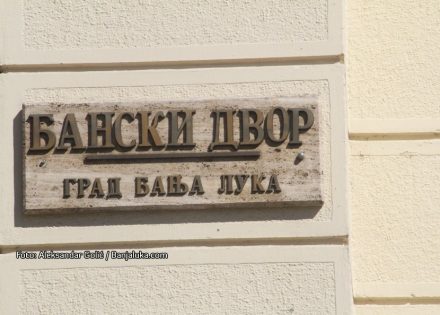 БАНСКИ ДВОР
ГРАД БАЊА ЛУКА
Foto: Aleksandar Golić / Banjaluka.com